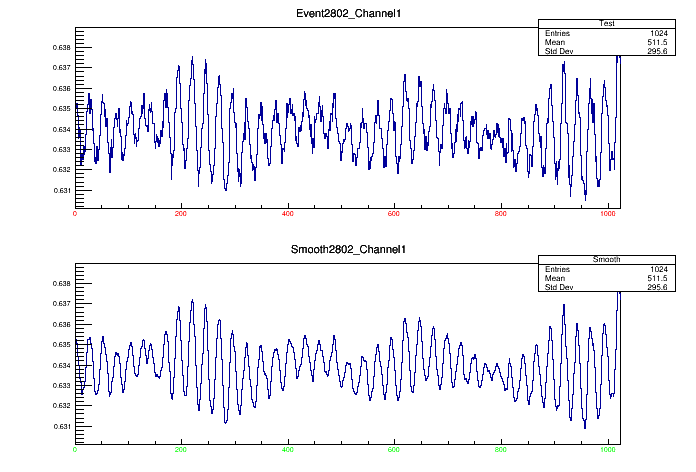 Event2802_Channel1
Test
Entries 1024
Mean 511.5
Std Dev 295.6
0.638
0.637
0.636
0.635
0.634
0.633
0.632
0.631
0 200 400 600 800 1000
Smooth2802_Channel1
Smooth
Entries 1024
Mean 511.5
Std Dev 295.6
0.638
0.637
0.636
0.635
0.634
0.633
0.632
0.631
0 200 400 600 800 1000